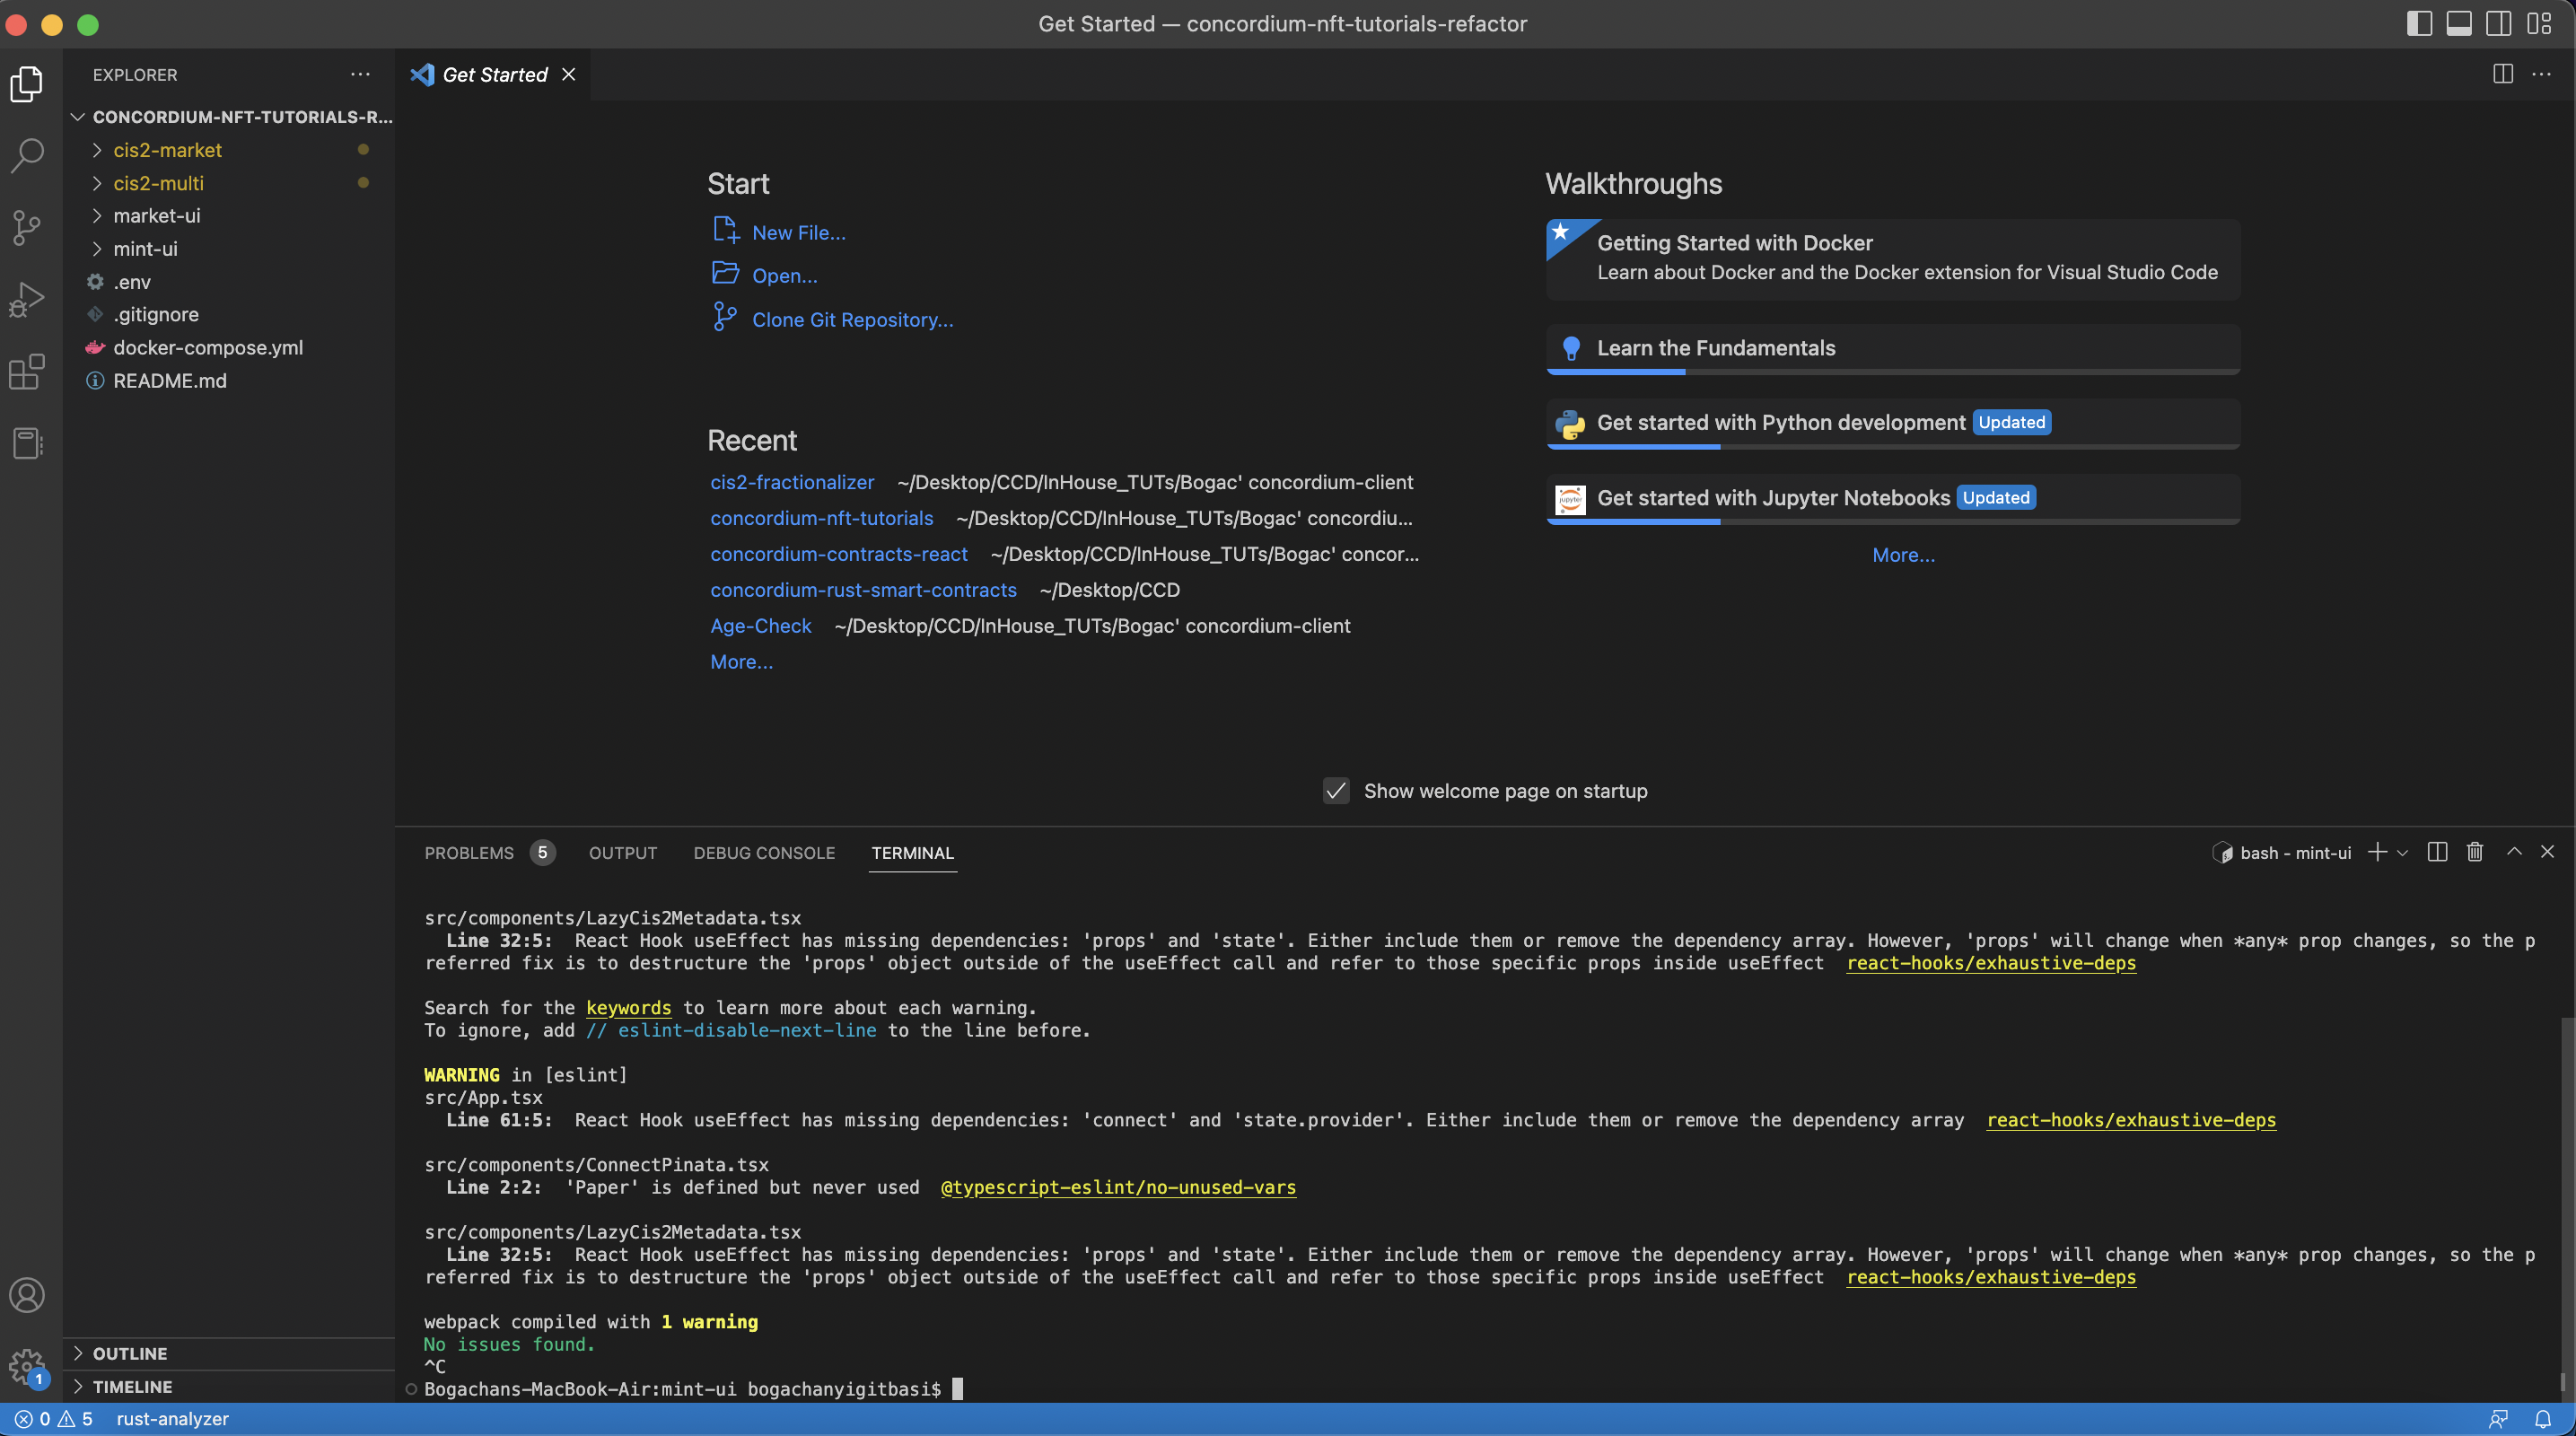 Get Started — concordium-nft-tutorials-refactor
EXPLORER
CONCORDIUM-NFT-TUTORIALS-R...
cis2-market
cis2-multi
market-ui
mint-ui
.env
.gitignore
docker-compose.yml
README.md
OUTLINE
TIMELINE
Get Started
Start
New File...
Open...
Clone Git Repository...
Recent
cis2-fractionalizer ~/Desktop/CCD/InHouse_TUTs/Bogac' concordium-client
concordium-nft-tutorials ~/Desktop/CCD/InHouse_TUTs/Bogac' concordiu...
concordium-contracts-react ~/Desktop/CCD/InHouse_TUTs/Bogac' concor...
concordium-rust-smart-contracts ~/Desktop/CCD
Age-Check ~/Desktop/CCD/InHouse_TUTs/Bogac' concordium-client
More...
Walkthroughs
Getting Started with Docker
Learn about Docker and the Docker extension for Visual Studio Code
Learn the Fundamentals
Get started with Python development Updated
jupyter
Get started with Jupyter Notebooks Updated
More...
Show welcome page on startup
PROBLEMS 5 OUTPUT DEBUG CONSOLE TERMINAL
bash - mint-ui
src/components/LazyCis2Metadata.tsx
Line 32:5: React Hook useEffect has missing dependencies: 'props' and 'state'. Either include them or remove the dependency array. However, 'props' will change when *any* prop changes, so the p
referred fix is to destructure the 'props' object outside of the useEffect call and refer to those specific props inside useEffect react-hooks/exhaustive-deps
Search for the keywords to learn more about each warning.
To ignore, add // eslint-disable-next-line to the line before.
WARNING in [eslint]
src/App.tsx
Line 61:5: React Hook useEffect has missing dependencies: 'connect' and 'state.provider'. Either include them or remove the dependency array react-hooks/exhaustive-deps
src/components/ConnectPinata.tsx
Line 2:2: 'Paper' is defined but never used @typescript-eslint/no-unused-vars
src/components/LazyCis2Metadata.tsx
Line 32:5: React Hook useEffect has missing dependencies: 'props' and 'state'. Either include them or remove the dependency array. However, 'props' will change when *any* prop changes, so the p
referred fix is to destructure the 'props' object outside of the useEffect call and refer to those specific props inside useEffect react-hooks/exhaustive-deps
webpack compiled with 1 warning
No issues found.
^C
Bogachans-MacBook-Air:mint-ui bogachanyigitbasi$
1
0 5 rust-analyzer